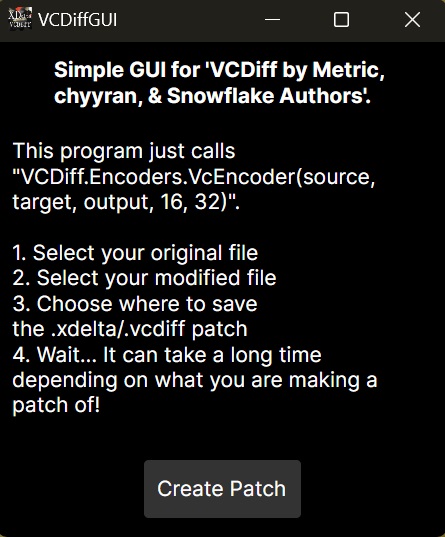 VCDiffGUI
Simple GUI for 'VCDiff by Metric,
chyyran, & Snowflake Authors'.
This program just calls
"VCDiff.Encoders.VcEncoder(source,
target, output, 16, 32)".
1. Select your original file
2. Select your modified file
3. Choose where to save
the .xdelta/.vcdiff patch
4. Wait... It can take a long time
depending on what you are making a
patch of!
Create Patch